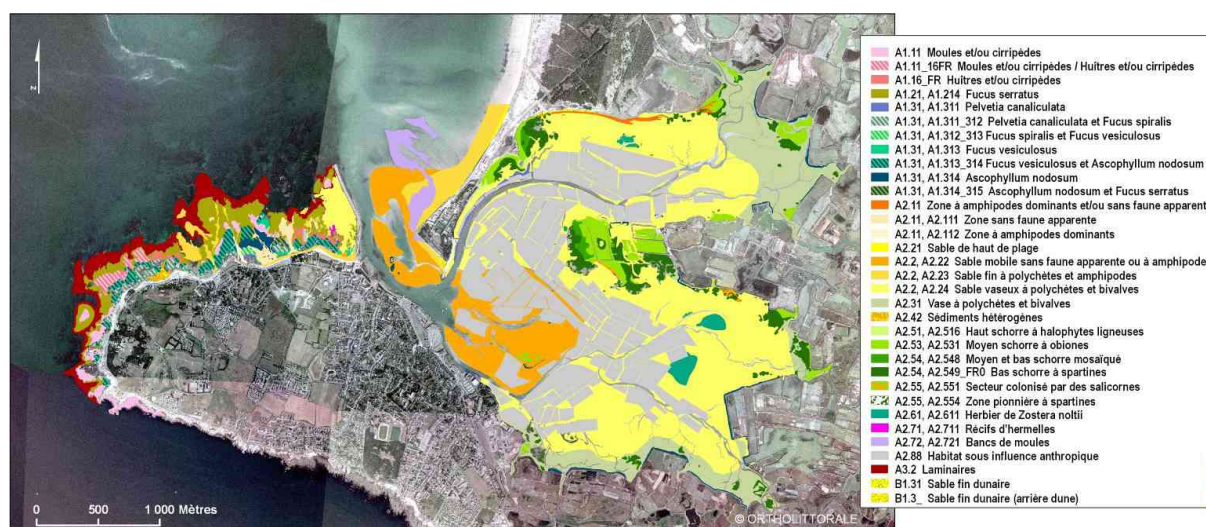 A1.11 Moules et/ou cirripèdes
A1.11_16FR Moules et/ou cirripèdes / Huîtres et/ou cirripèdes
A1.16_FR Huîtres et/ou cirripèdes
A1.21, A1.214 Fucus serratus
A1.31, A1.311 Pelvetia canaliculata
A1.31, A1.311_312 Pelvetia canaliculata et Fucus spiralis
A1.31, A1.312_313 Fucus spiralis et Fucus vesiculosus
A1.31, A1.313 Fucus vesiculosus
A1.31, A1.313_314 Fucus vesiculosus et Ascophyllum nodosum
A1.31, A1.314 Ascophyllum nodosum
A1.31, A1.314_315 Ascophyllum nodosum et Fucus serratus
A2.11 Zone à amphipodes dominants et/ou sans faune apparent
A2.11, A2.111 Zone sans faune apparente
A2.11, A2.112 Zone à amphipodes dominants
A2.21 Sable de haut de plage
A2.2, A2.22 Sable mobile sans faune apparente ou à amphipode
A2.2, A2.23 Sable fin à polychètes et amphipodes
A2.2, A2.24 Sable vaseux à polychètes et bivalves
A2.31 Vase à polychètes et bivalves
A2.42 Sédiments hétérogènes
A2.51, A2.516 Haut schorre à halophytes ligneuses
A2.53, A2.531 Moyen schorre à obiones
A2.54, A2.548 Moyen et bas schorre mosaïqué
A2.54, A2.549_FR0 Bas schorre à spartines
A2.55, A2.551 Secteur colonisé par des salicornes
A2.55, A2.554 Zone pionnière à spartines
A2.61, A2.611 Herbier de Zostera noltii
A2.71, A2.711 Récifs d'hermelles
A2.72, A2.721 Bancs de moules
A2.88 Habitat sous influence anthropique
A3.2 Laminaires
B1.31 Sable fin dunaire
B1.3_ Sable fin dunaire (arrière dune)
z
0 500 1 000 Mètres
© ORTHOLITTORALE